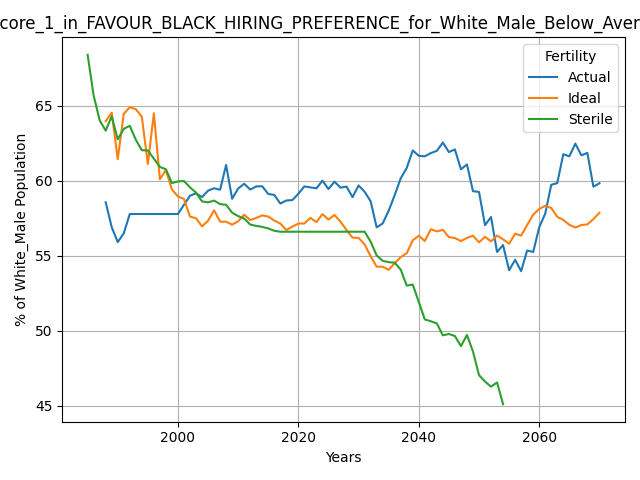 core_1_in_FAVOUR_BLACK_HIRING_PREFERENCE_for_White_Male_Below_Aver
Fertility
Actual
Ideal
Sterile
% of White_Male Population
65
60
55
50
45
2000 2020 2040 2060
Years